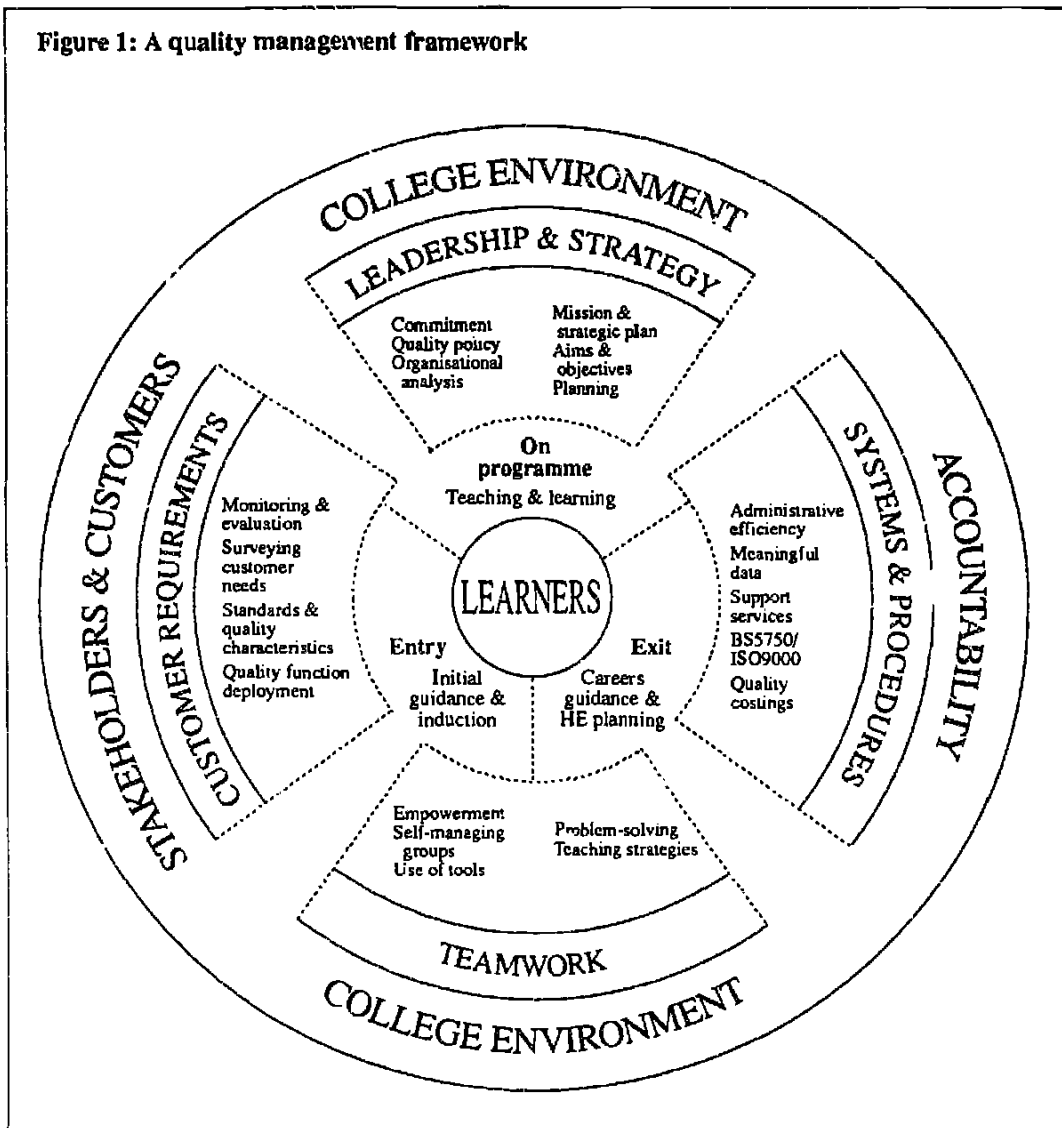 Figure 1: A quality management framework
COLLEGE ENVIRONMENT
LEADERSHIP & STRATEGY
Commitment
Quality policy
Organisational
analysis
Mission &
strategic plan
Aims &
objectives
Planning
STAKEHOLDERS & CUSTOMERS
CUSTOMER REQUIREMENTS
Monitoring &
evaluation
Surveying
customer
needs
Standards &
quality
characteristics
Quality function
deployment
On
programme
Teaching & learning
LEARNERS
Entry
Initial
guidance &
induction
Exit
Careers
guidance &
HE planning
Administrative
efficiency
Meaningful
data
Support
services
BS5750/
ISO9000
Quality
costings
SYSTEMS & PROCEDURES
ACCOUNTABILITY
Empowerment
Self-managing
groups
Use of tools
Problem-solving
Teaching strategies
TEAMWORK
COLLEGE ENVIRONMENT